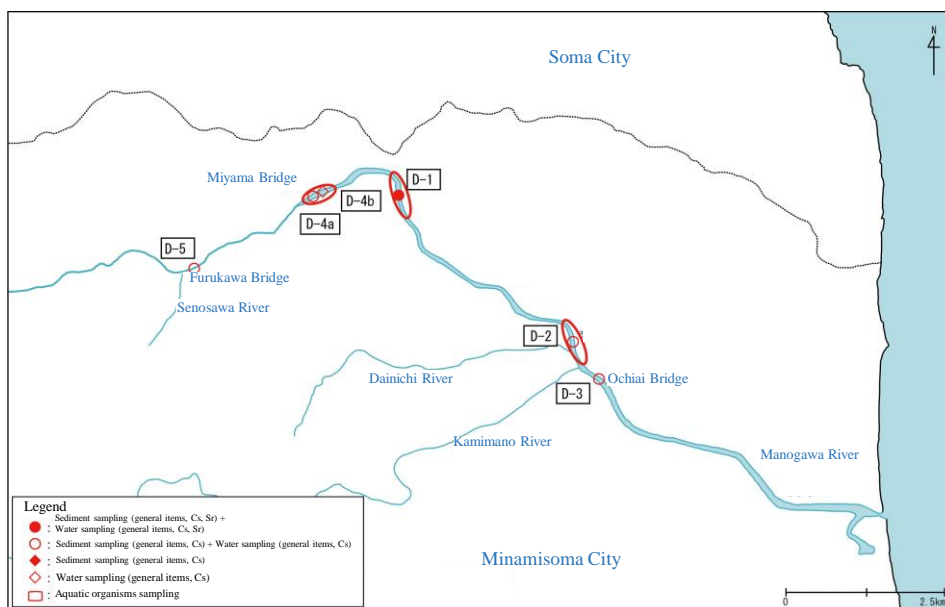 Soma City
N
4
Miyama Bridge
D-1
D-4b
D-4a
D-5
Furukawa Bridge
Senosawa River
D-2
Dainichi River
Ochiai Bridge
D-3
Kamimano River
Manogawa River
Minamisoma City
Legend
Sediment sampling (general items, Cs, Sr) +
: Water sampling (general items, Cs, Sr)
: Sediment sampling (general items, Cs) + Water sampling (general items, Cs)
: Sediment sampling (general items, Cs)
: Water sampling (general items, Cs)
: Aquatic organisms sampling
0 2.5km